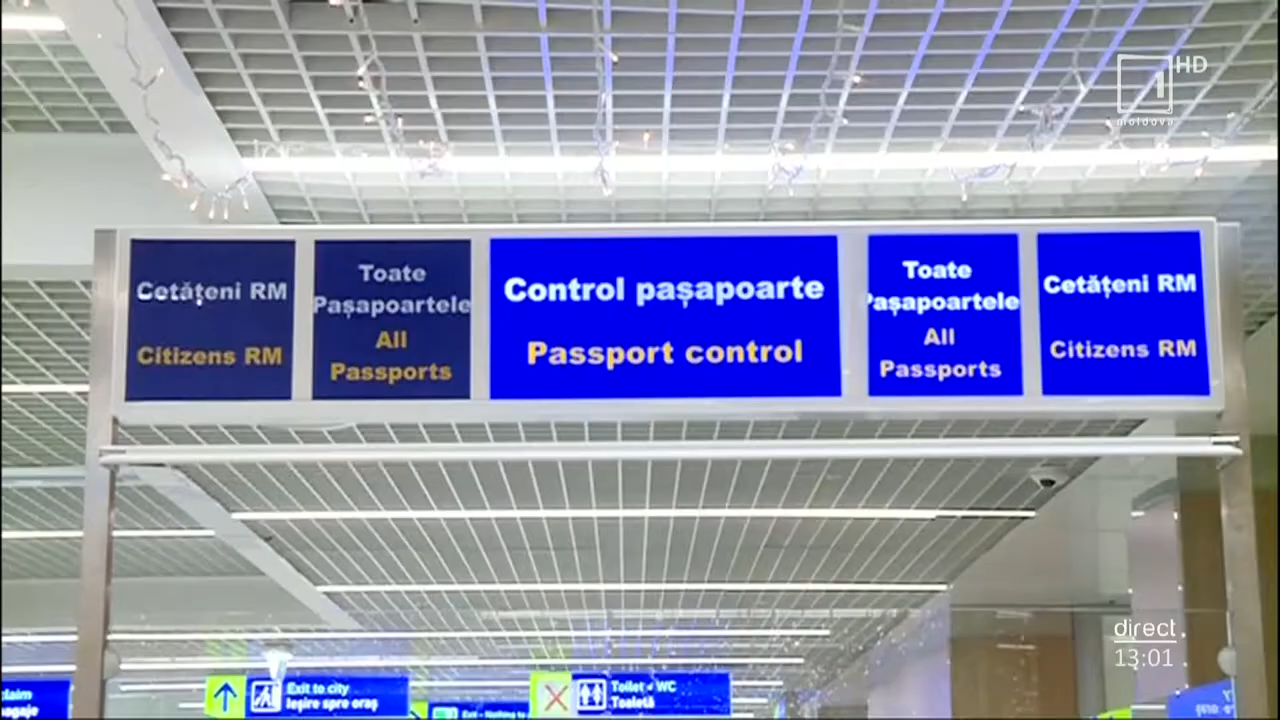 HD
1
moldova
Cetățeni RM
Citizens RM
Toate
Pașapoartele
All
Passports
Control pașapoarte
Passport control
Toate
Pașapoartele
All
Passports
Cetățeni RM
Citizens RM
direct
13:01
Exit to city
Ieșire spre oraș
Toilet • WC
Toaletă